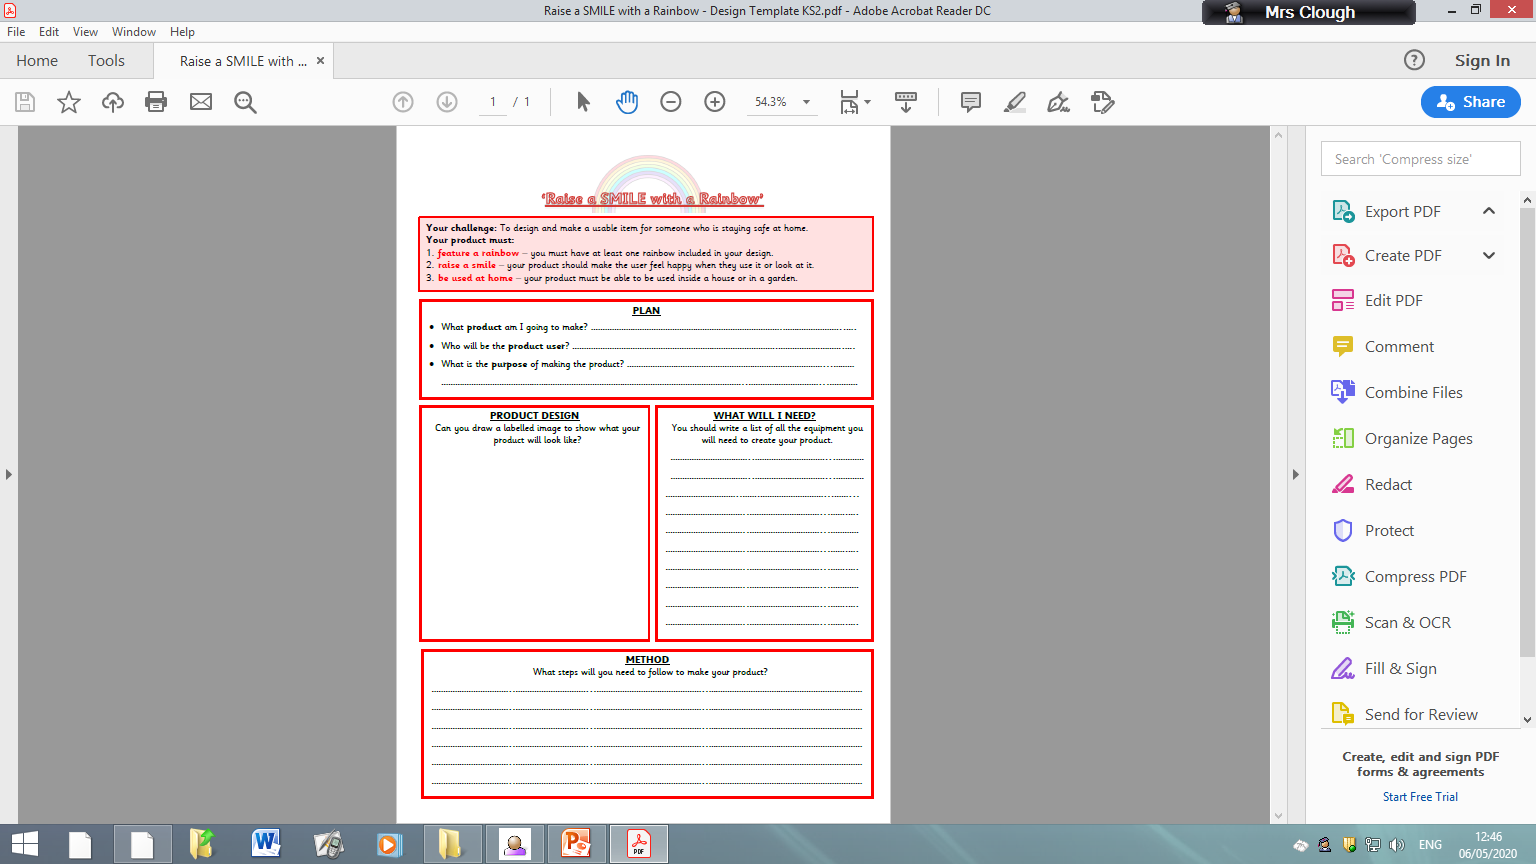 Raise a SMILE with a Rainbow - Design Template KS2.pdf - Adobe Acrobat Reader DC
Mrs Clough
File Edit View Window Help
Home Tools Raise a SMILE with ... × Sign In
1 / 1 54.3% Share
'Raise a SMILE with a Rainbow'
Your challenge: To design and make a usable item for someone who is staying safe at home.
Your product must:
1. feature a rainbow – you must have at least one rainbow included in your design.
2. raise a smile – your product should make the user feel happy when they use it or look at it.
3. be used at home – your product must be able to be used inside a house or in a garden.
PLAN
• What product am I going to make?
• Who will be the product user?
• What is the purpose of making the product?
PRODUCT DESIGN
Can you draw a labelled image to show what your
product will look like?
WHAT WILL I NEED?
You should write a list of all the equipment you
will need to create your product.
METHOD
What steps will you need to follow to make your product?
Search 'Compress size'
Export PDF
Create PDF
Edit PDF
Comment
Combine Files
Organize Pages
Redact
Protect
Compress PDF
Scan & OCR
Fill & Sign
Send for Review
Create, edit and sign PDF
forms & agreements
Start Free Trial
ENG
12:46
06/05/2020